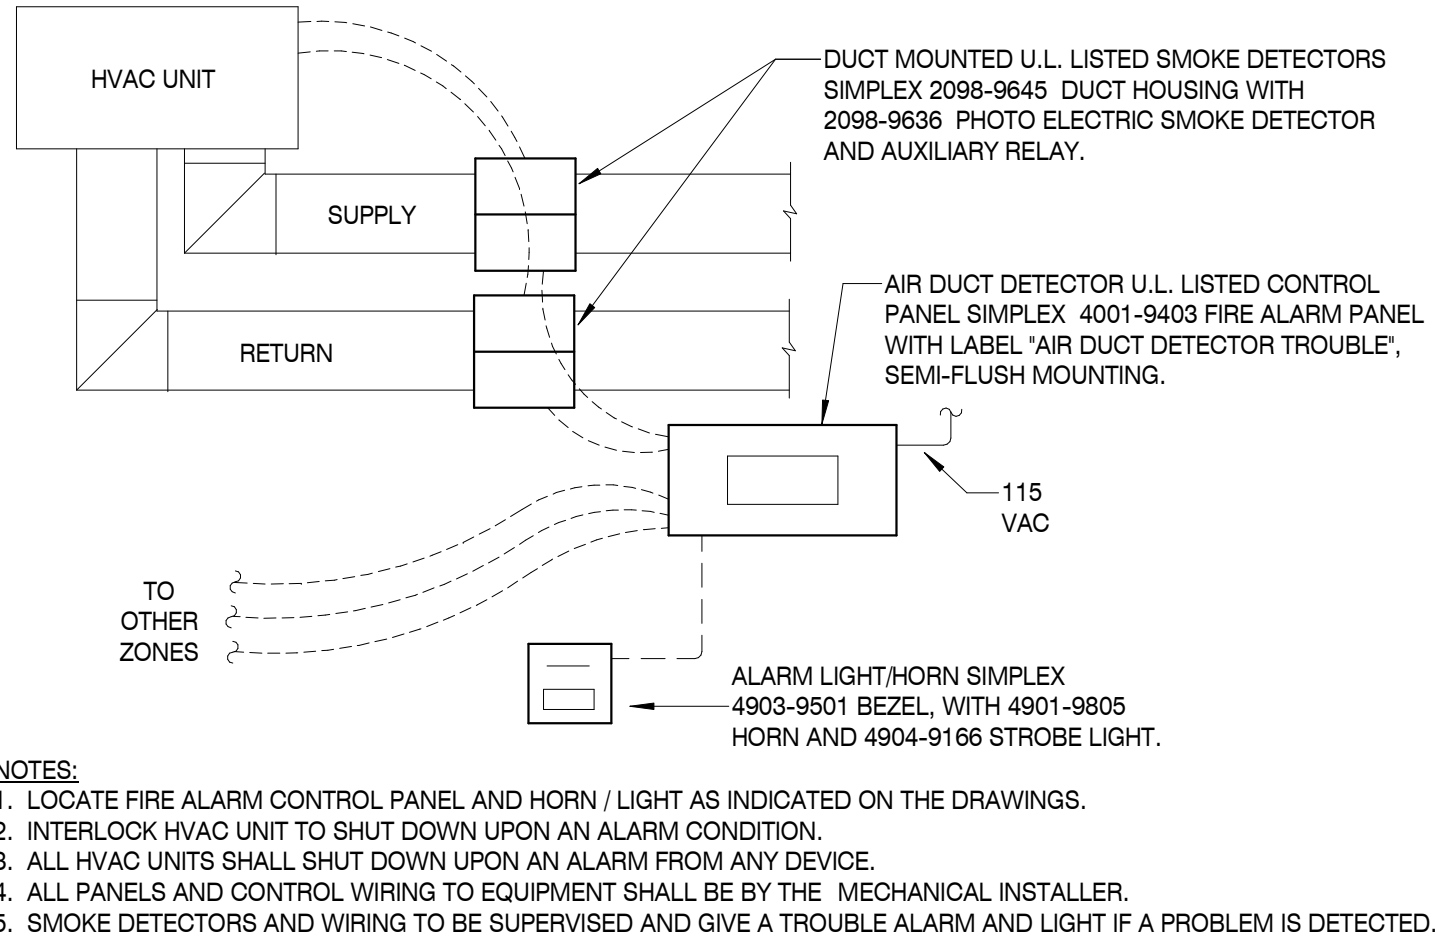 HVAC UNIT
DUCT MOUNTED U.L. LISTED SMOKE DETECTORS
SIMPLEX 2098-9645 DUCT HOUSING WITH
2098-9636 PHOTO ELECTRIC SMOKE DETECTOR
AND AUXILIARY RELAY.
SUPPLY
AIR DUCT DETECTOR U.L. LISTED CONTROL
PANEL SIMPLEX 4001-9403 FIRE ALARM PANEL
WITH LABEL "AIR DUCT DETECTOR TROUBLE",
SEMI-FLUSH MOUNTING.
RETURN
115
VAC
TO
OTHER
ZONES
ALARM LIGHT/HORN SIMPLEX
4903-9501 BEZEL, WITH 4901-9805
HORN AND 4904-9166 STROBE LIGHT.
NOTES:
1. LOCATE FIRE ALARM CONTROL PANEL AND HORN / LIGHT AS INDICATED ON THE DRAWINGS.
2. INTERLOCK HVAC UNIT TO SHUT DOWN UPON AN ALARM CONDITION.
3. ALL HVAC UNITS SHALL SHUT DOWN UPON AN ALARM FROM ANY DEVICE.
4. ALL PANELS AND CONTROL WIRING TO EQUIPMENT SHALL BE BY THE MECHANICAL INSTALLER.
5. SMOKE DETECTORS AND WIRING TO BE SUPERVISED AND GIVE A TROUBLE ALARM AND LIGHT IF A PROBLEM IS DETECTED.